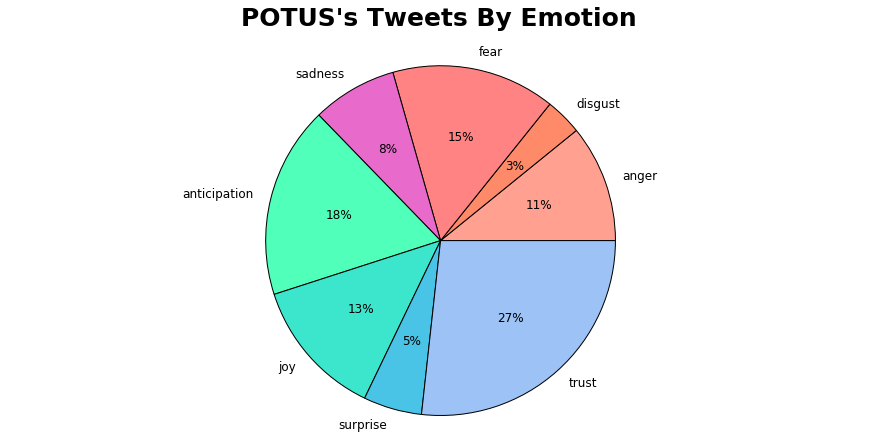 POTUS's Tweets By Emotion
fear
sadness
disgust
15%
8%
3%
anger
anticipation
11%
18%
13%
27%
5%
joy
trust
surprise